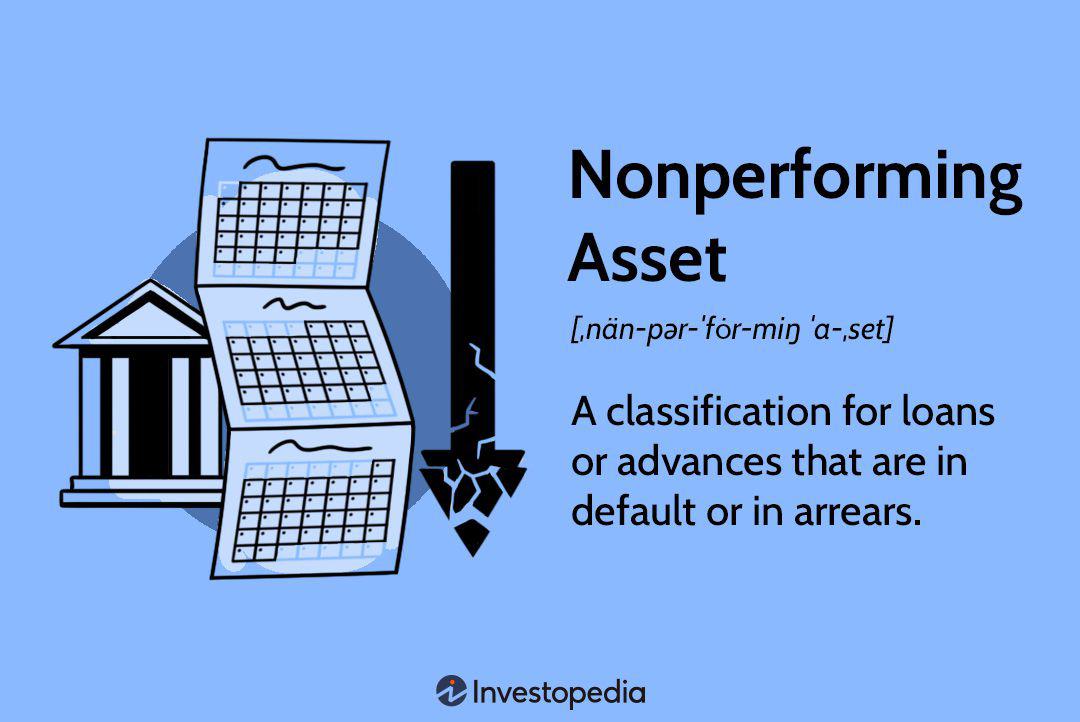 Nonperforming
Asset
[ˌnän-pər-ˈfȯr-miŋ ˈa-ˌset]
A classification for loans
or advances that are in
default or in arrears.
Investopedia